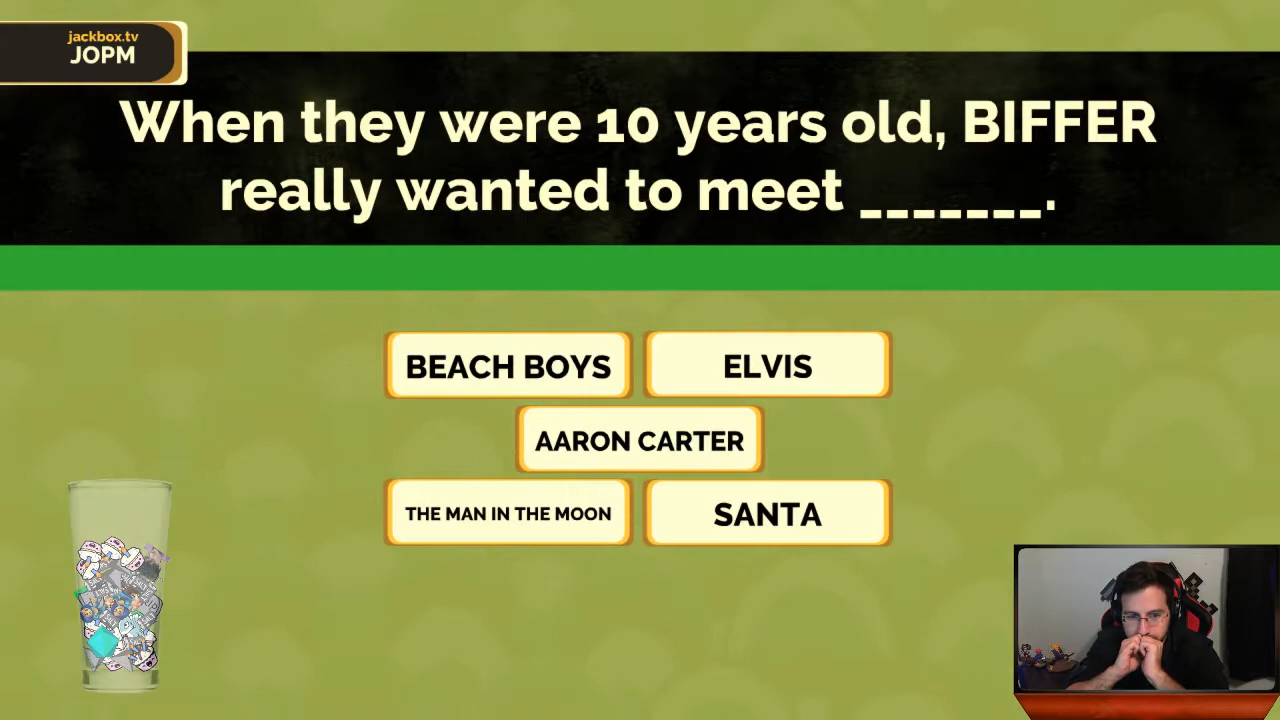 jackbox.tv
JOPM
When they were 10 years old, BIFFER
really wanted to meet _______.
BEACH BOYS
ELVIS
AARON CARTER
THE MAN IN THE MOON
SANTA